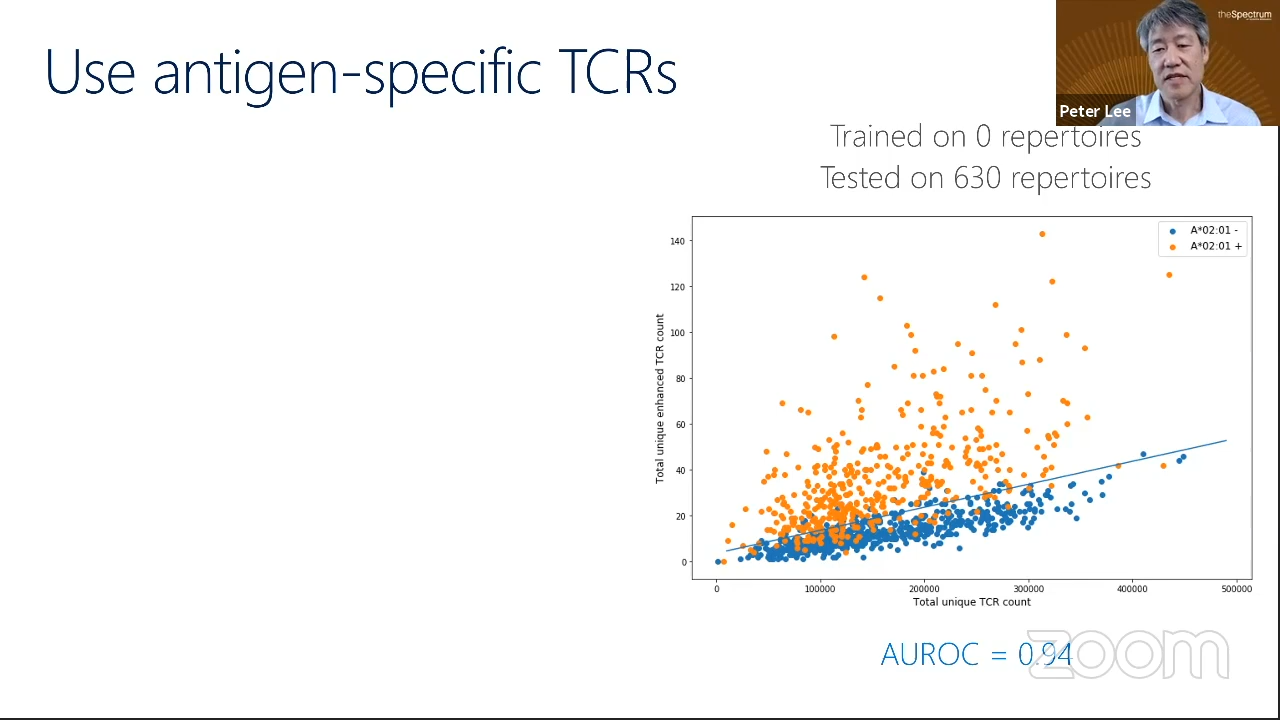 Use antigen-specific TCRs
theSpectrum
Peter Lee
Trained on 0 repertoires
Tested on 630 repertoires
A*02:01 -
A*02:01 +
Total unique enhanced TCR count
140
120
100
80
60
40
20
0
0 100000 200000 300000 400000 500000
Total unique TCR count
AUROC = 0.94
zoom